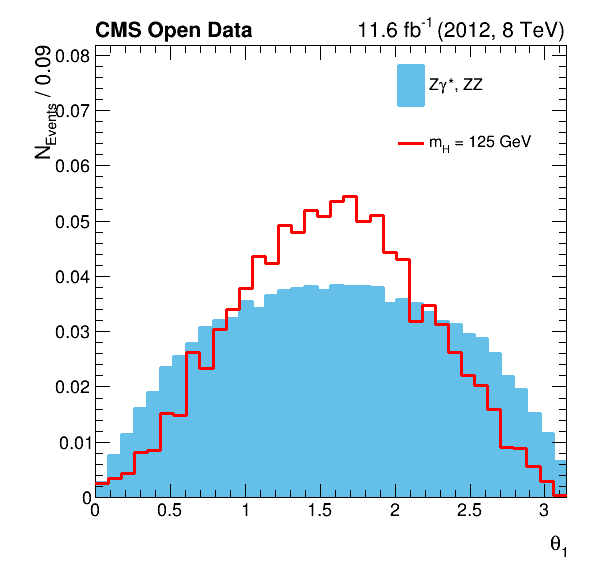 CMS Open Data
11.6 fb⁻¹ (2012, 8 TeV)
N_Events / 0.09
0.08
0.07
0.06
0.05
0.04
0.03
0.02
0.01
0
Zγ*, ZZ
m_H = 125 GeV
0 0.5 1 1.5 2 2.5 3
θ₁